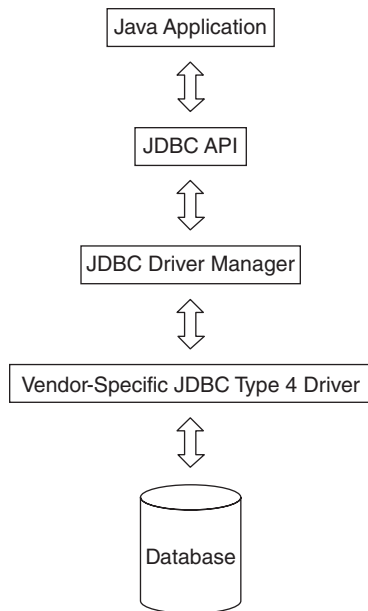 Java Application
JDBC API
JDBC Driver Manager
Vendor-Specific JDBC Type 4 Driver
Database